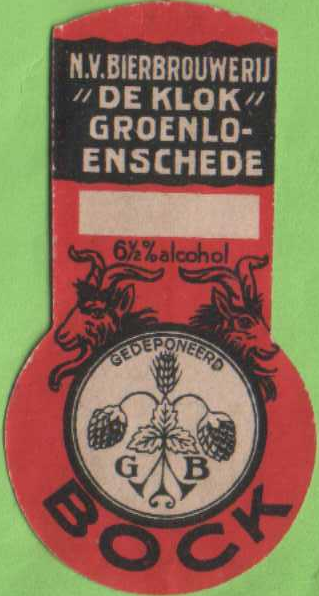 N.V. BIERBROUWERIJ
"DE KLOK"
GROENLO-
ENSCHEDE
6½% alcohol
GEDEPONEERD
G B
BOCK